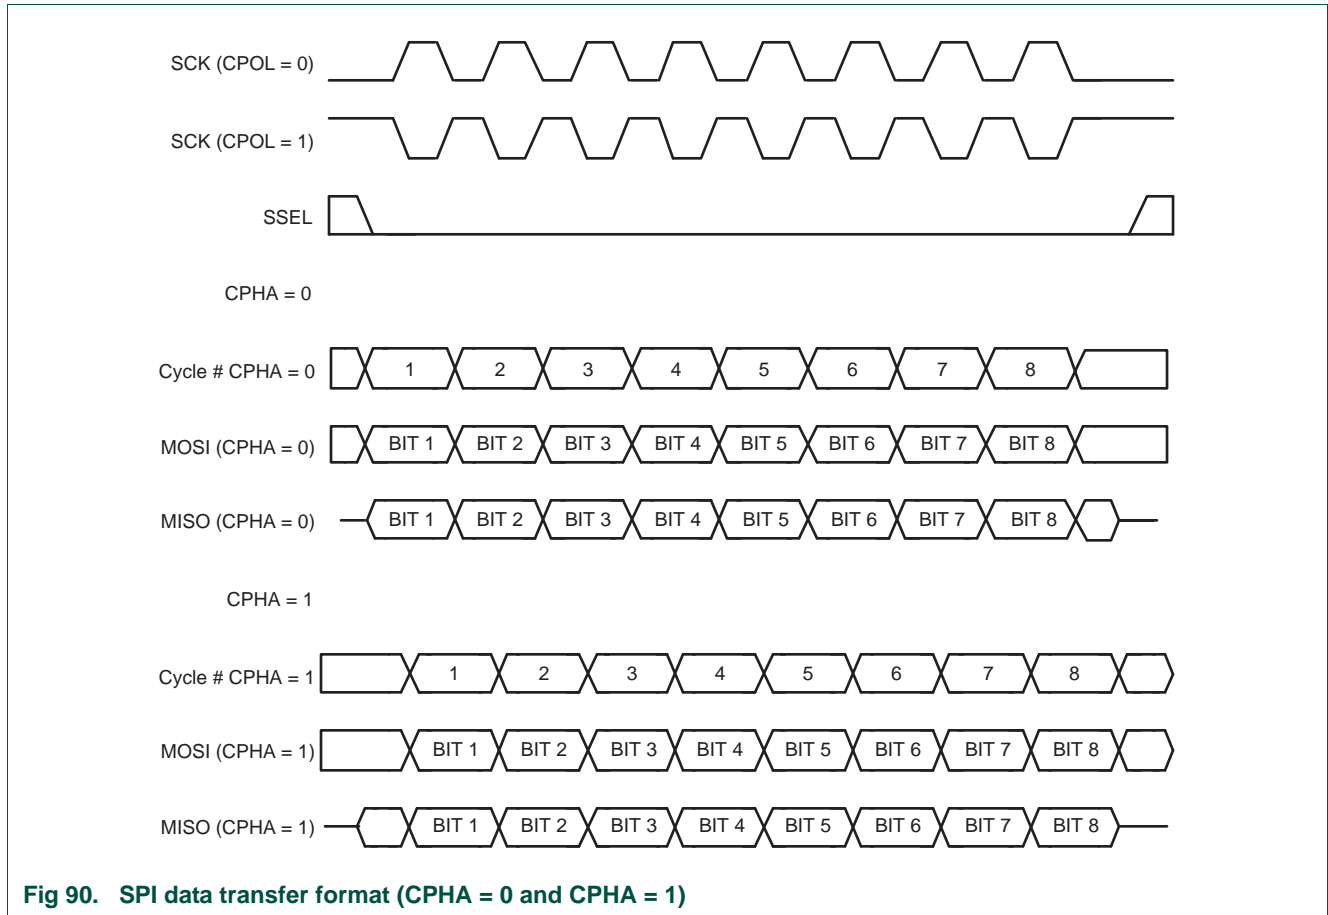 SCK (CPOL = 0)
SCK (CPOL = 1)
SSEL
CPHA = 0
Cycle # CPHA = 0 1 2 3 4 5 6 7 8
MOSI (CPHA = 0) BIT 1 BIT 2 BIT 3 BIT 4 BIT 5 BIT 6 BIT 7 BIT 8
MISO (CPHA = 0) BIT 1 BIT 2 BIT 3 BIT 4 BIT 5 BIT 6 BIT 7 BIT 8
CPHA = 1
Cycle # CPHA = 1 1 2 3 4 5 6 7 8
MOSI (CPHA = 1) BIT 1 BIT 2 BIT 3 BIT 4 BIT 5 BIT 6 BIT 7 BIT 8
MISO (CPHA = 1) BIT 1 BIT 2 BIT 3 BIT 4 BIT 5 BIT 6 BIT 7 BIT 8
Fig 90. SPI data transfer format (CPHA = 0 and CPHA = 1)